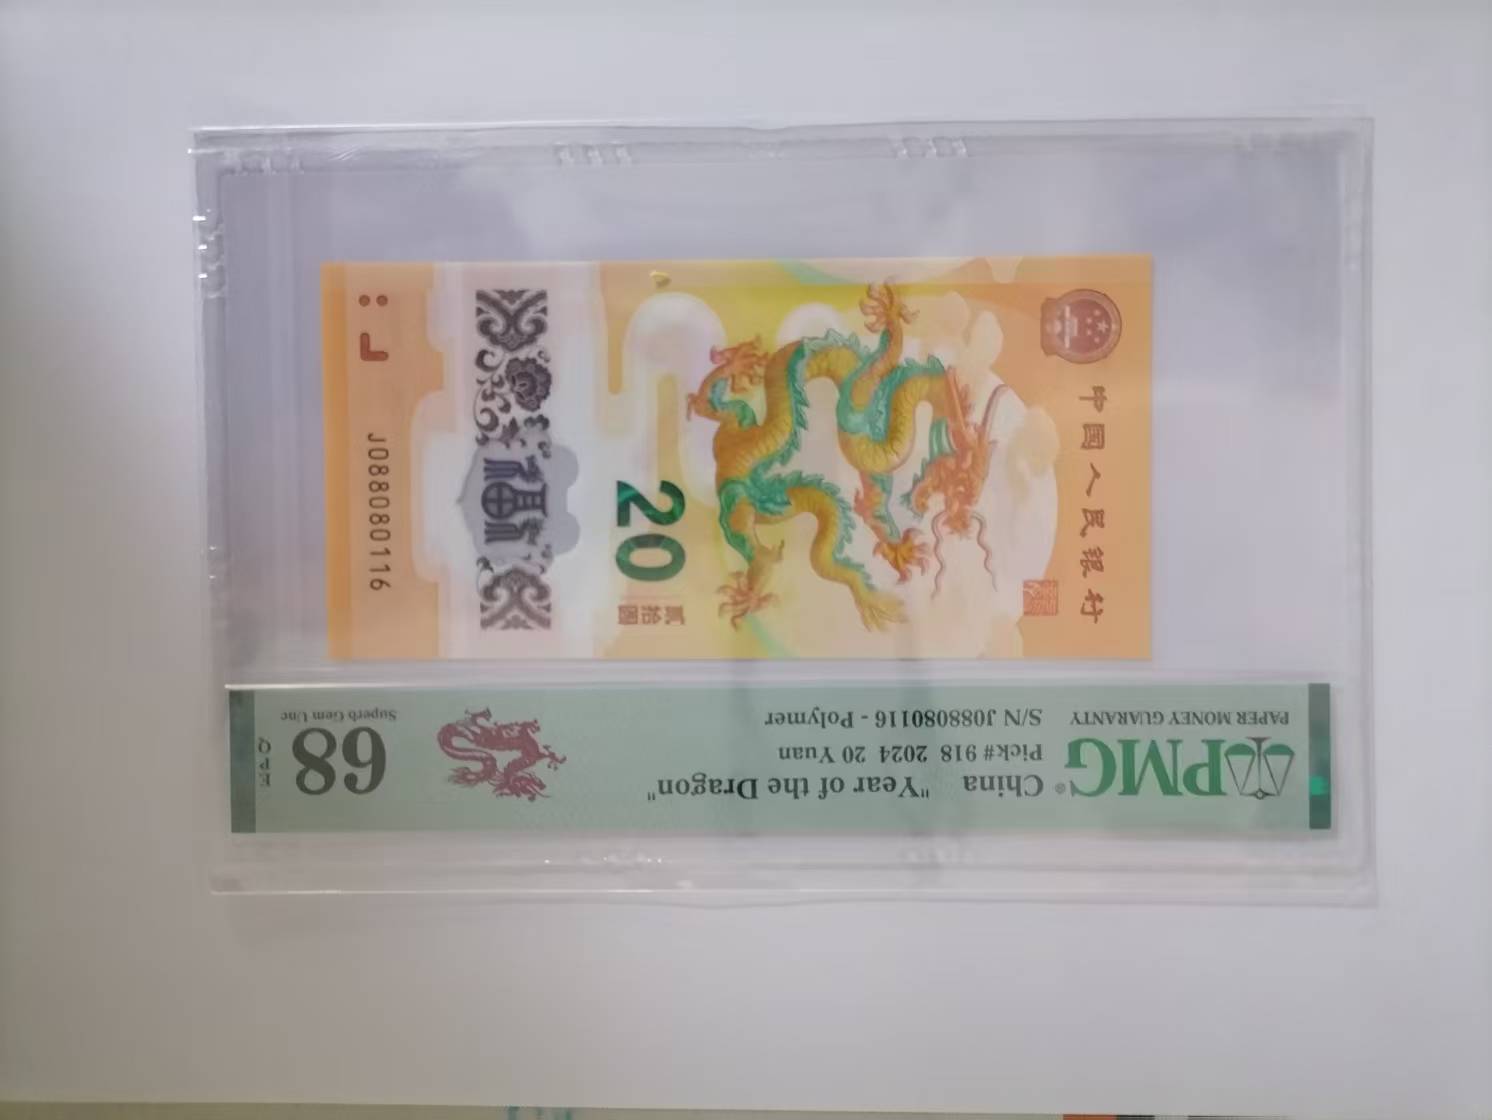 中国人民银行
20
贰拾圆
福
J088080116
PMG
PAPER MONEY GUARANTY
China "Year of the Dragon"
Pick# 918 2024 20 Yuan
S/N J088080116 - Polymer
68
EPQ
Superb Gem Unc